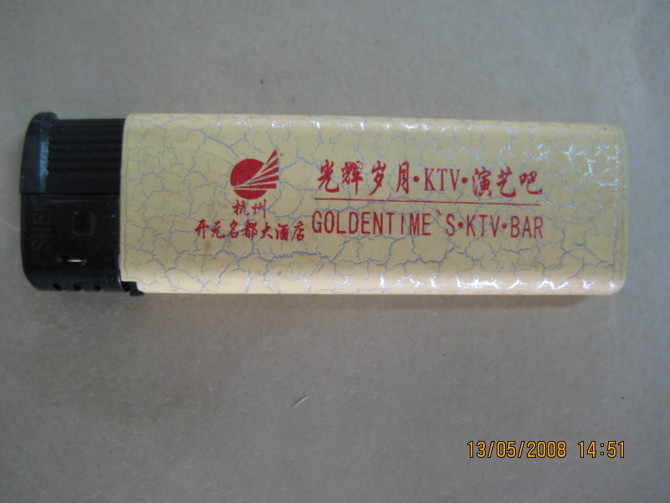 杭州
开元名都大酒店
光辉岁月·KTV·演艺吧
GOLDENTIME`S·KTV·BAR
13/05/2008 14:51